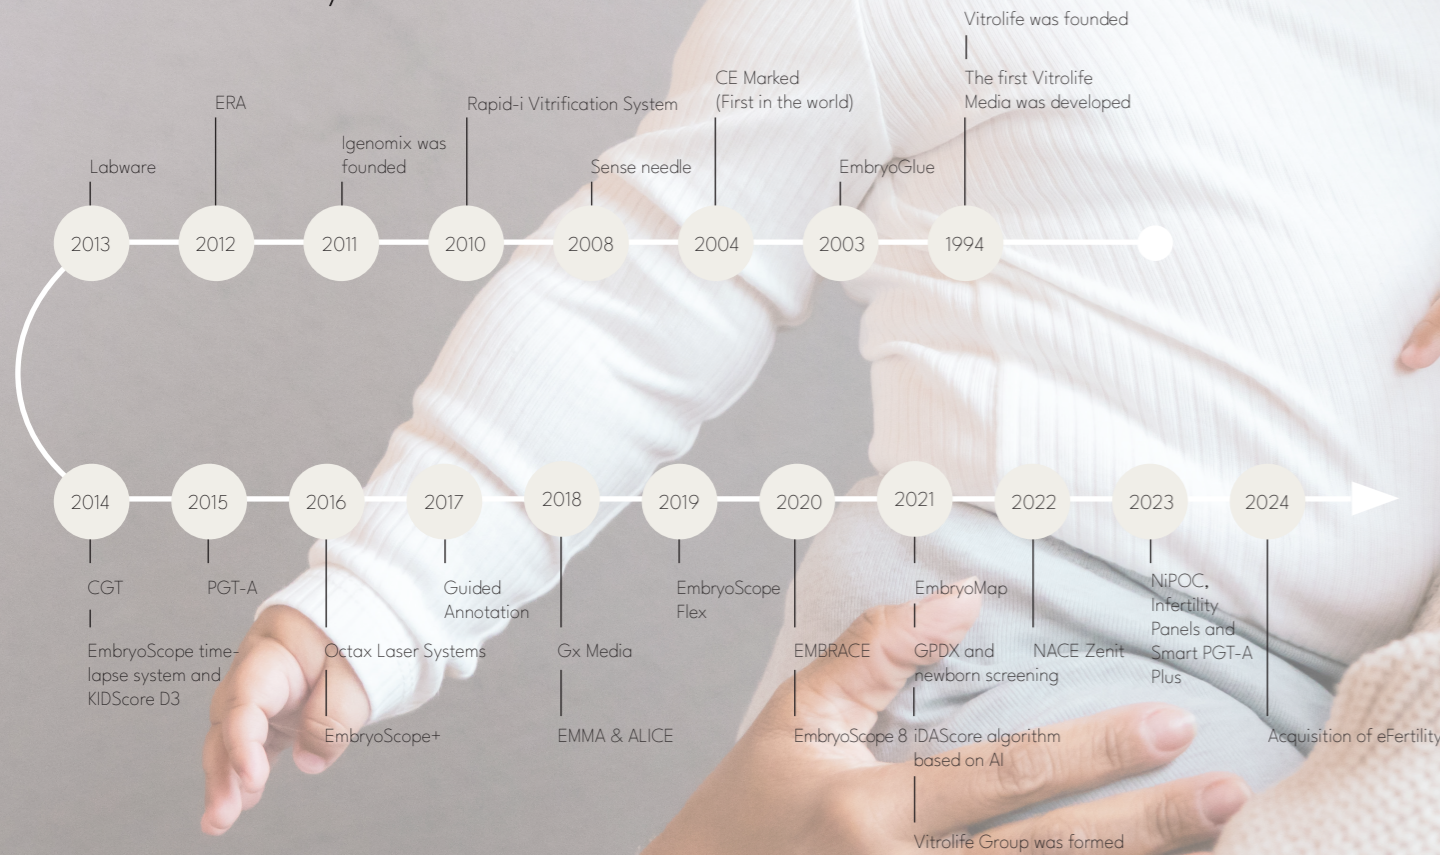 Vitrolife was founded
The first Vitrolife
Media was developed
CE Marked
(First in the world)
ERA
Rapid-i Vitrification System
Igenomix was
founded
Labware
Sense needle
EmbryoGlue
2013
2012
2011
2010
2008
2004
2003
1994
2014
2015
2016
2017
2018
2019
2020
2021
2022
2023
2024
CGT
EmbryoScope time-
lapse system and
KIDScore D3
PGT-A
Octax Laser Systems
EmbryoScope+
Guided
Annotation
Gx Media
EMMA & ALICE
EmbryoScope
Flex
EMBRACE
EmbryoScope 8
EmbryoMap
GPDX and
newborn screening
iDAScore algorithm
based on AI
Vitrolife Group was formed
NACE Zenit
NiPOC,
Infertility
Panels and
Smart PGT-A
Plus
Acquisition of eFertility